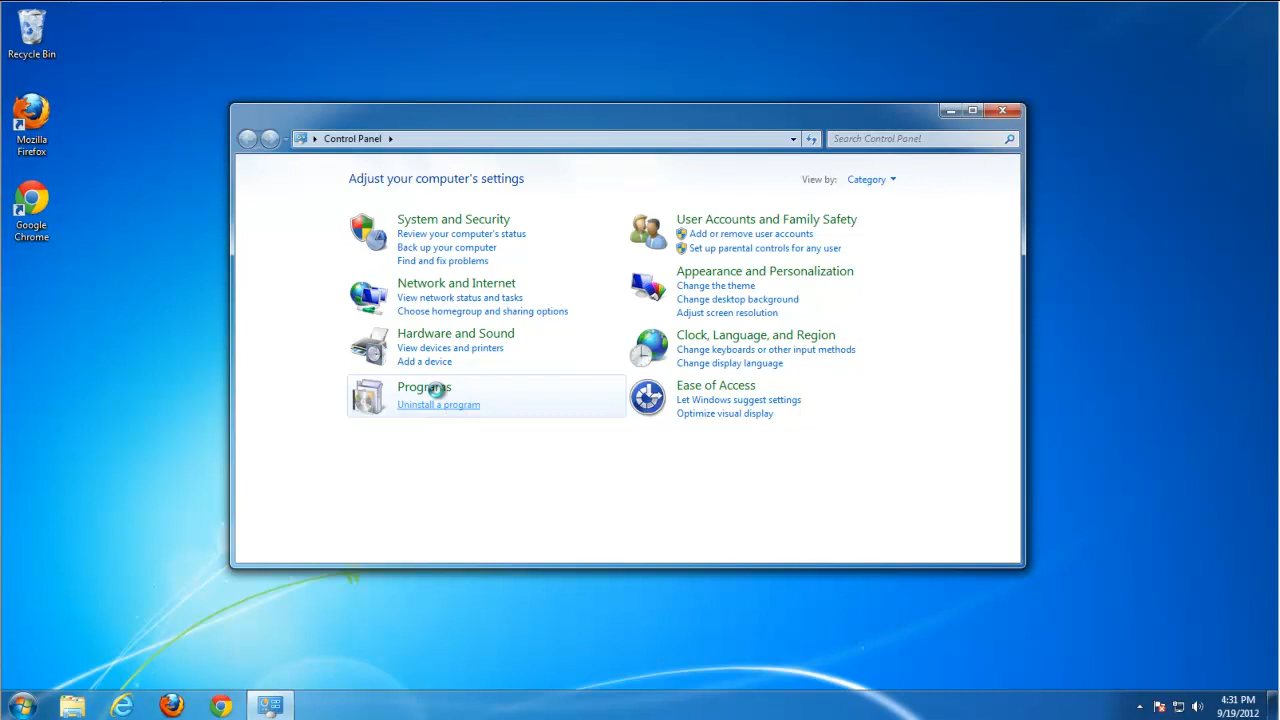 Recycle Bin
Mozilla
Firefox
Google
Chrome
Control Panel
Search Control Panel
Adjust your computer's settings
View by: Category
System and Security
Review your computer's status
Back up your computer
Find and fix problems
Network and Internet
View network status and tasks
Choose homegroup and sharing options
Hardware and Sound
View devices and printers
Add a device
Programs
Uninstall a program
User Accounts and Family Safety
Add or remove user accounts
Set up parental controls for any user
Appearance and Personalization
Change the theme
Change desktop background
Adjust screen resolution
Clock, Language, and Region
Change keyboards or other input methods
Change display language
Ease of Access
Let Windows suggest settings
Optimize visual display
4:31 PM
9/19/2012